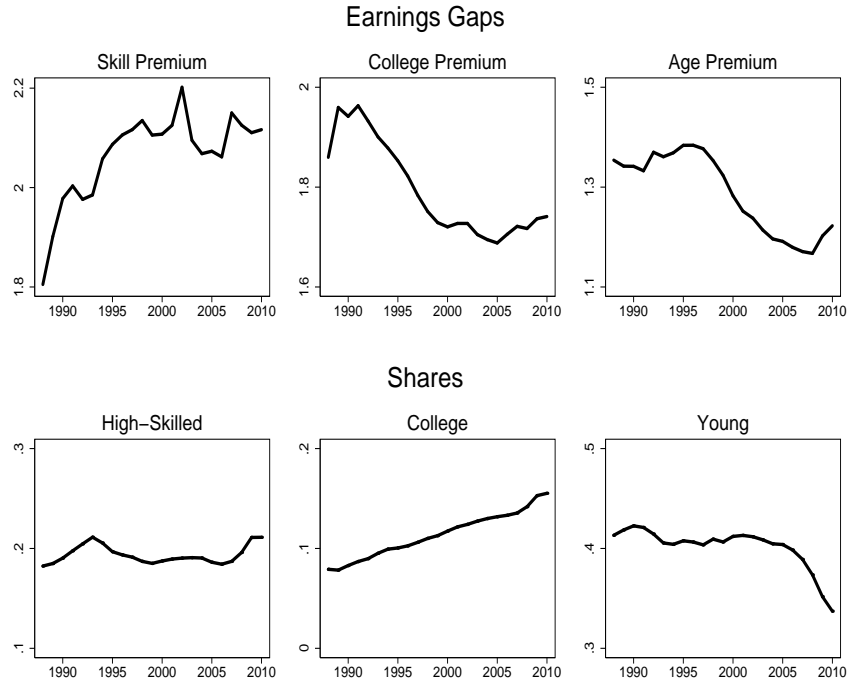 Earnings Gaps
Skill Premium
2.2
2
1.8
1990 1995 2000 2005 2010
College Premium
2
1.8
1.6
1990 1995 2000 2005 2010
Age Premium
1.5
1.3
1.1
1990 1995 2000 2005 2010
Shares
High−Skilled
.3
.2
.1
1990 1995 2000 2005 2010
College
.2
.1
0
1990 1995 2000 2005 2010
Young
.5
.4
.3
1990 1995 2000 2005 2010